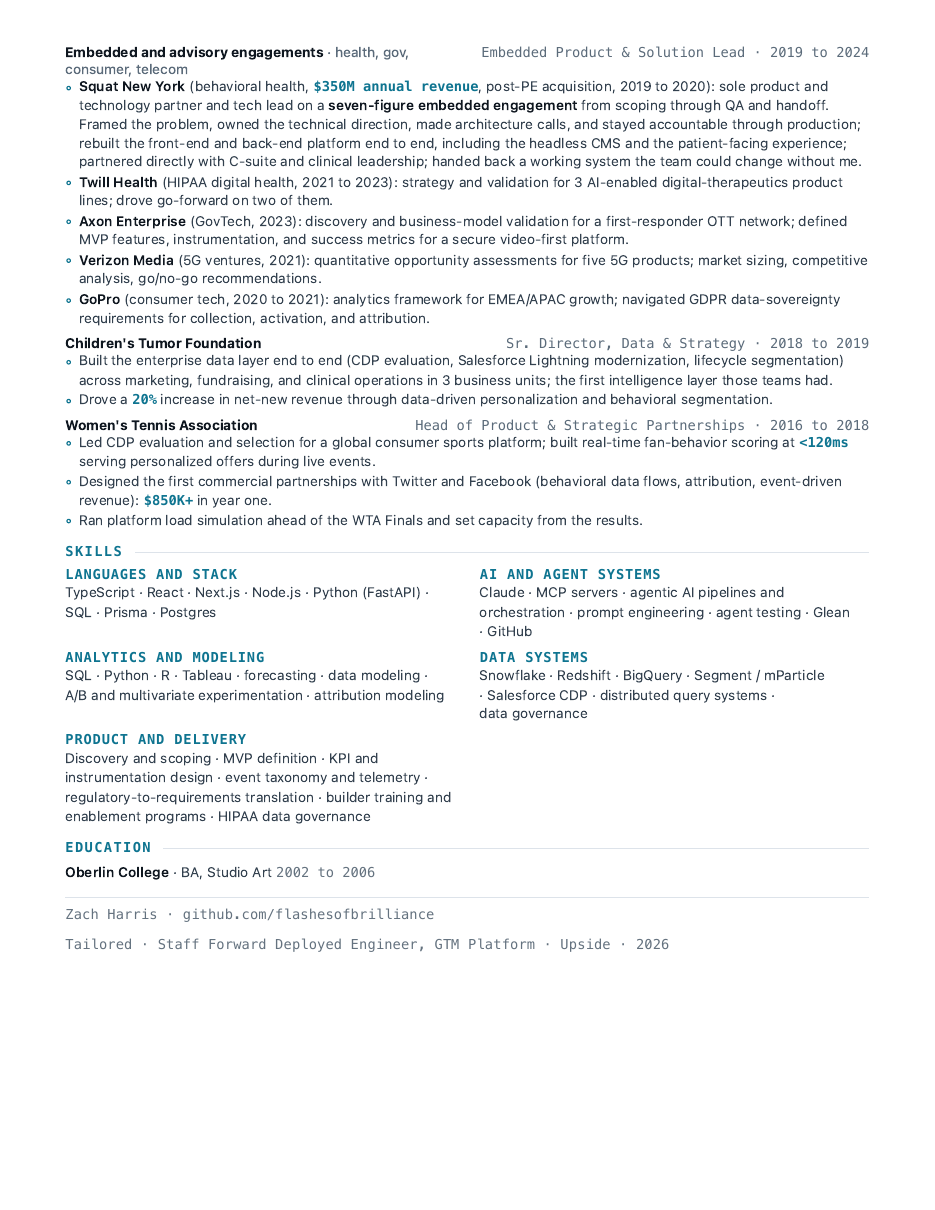 Embedded and advisory engagements · health, gov, consumer, telecom
Embedded Product & Solution Lead · 2019 to 2024
Squat New York (behavioral health, $350M annual revenue, post-PE acquisition, 2019 to 2020): sole product and
technology partner and tech lead on a seven-figure embedded engagement from scoping through QA and handoff.
Framed the problem, owned the technical direction, made architecture calls, and stayed accountable through production;
rebuilt the front-end and back-end platform end to end, including the headless CMS and the patient-facing experience;
partnered directly with C-suite and clinical leadership; handed back a working system the team could change without me.
Twill Health (HIPAA digital health, 2021 to 2023): strategy and validation for 3 AI-enabled digital-therapeutics product
lines; drove go-forward on two of them.
Axon Enterprise (GovTech, 2023): discovery and business-model validation for a first-responder OTT network; defined
MVP features, instrumentation, and success metrics for a secure video-first platform.
Verizon Media (5G ventures, 2021): quantitative opportunity assessments for five 5G products; market sizing, competitive
analysis, go/no-go recommendations.
GoPro (consumer tech, 2020 to 2021): analytics framework for EMEA/APAC growth; navigated GDPR data-sovereignty
requirements for collection, activation, and attribution.
Children's Tumor Foundation
Sr. Director, Data & Strategy · 2018 to 2019
Built the enterprise data layer end to end (CDP evaluation, Salesforce Lightning modernization, lifecycle segmentation)
across marketing, fundraising, and clinical operations in 3 business units; the first intelligence layer those teams had.
Drove a 20% increase in net-new revenue through data-driven personalization and behavioral segmentation.
Women's Tennis Association
Head of Product & Strategic Partnerships · 2016 to 2018
Led CDP evaluation and selection for a global consumer sports platform; built real-time fan-behavior scoring at <120ms
serving personalized offers during live events.
Designed the first commercial partnerships with Twitter and Facebook (behavioral data flows, attribution, event-driven
revenue): $850K+ in year one.
Ran platform load simulation ahead of the WTA Finals and set capacity from the results.
SKILLS
LANGUAGES AND STACK
TypeScript · React · Next.js · Node.js · Python (FastAPI) ·
SQL · Prisma · Postgres
AI AND AGENT SYSTEMS
Claude · MCP servers · agentic AI pipelines and
orchestration · prompt engineering · agent testing · Glean
· GitHub
ANALYTICS AND MODELING
SQL · Python · R · Tableau · forecasting · data modeling ·
A/B and multivariate experimentation · attribution modeling
DATA SYSTEMS
Snowflake · Redshift · BigQuery · Segment / mParticle
· Salesforce CDP · distributed query systems ·
data governance
PRODUCT AND DELIVERY
Discovery and scoping · MVP definition · KPI and
instrumentation design · event taxonomy and telemetry ·
regulatory-to-requirements translation · builder training and
enablement programs · HIPAA data governance
EDUCATION
Oberlin College · BA, Studio Art 2002 to 2006
Zach Harris · github.com/flashesofbrilliance
Tailored · Staff Forward Deployed Engineer, GTM Platform · Upside · 2026